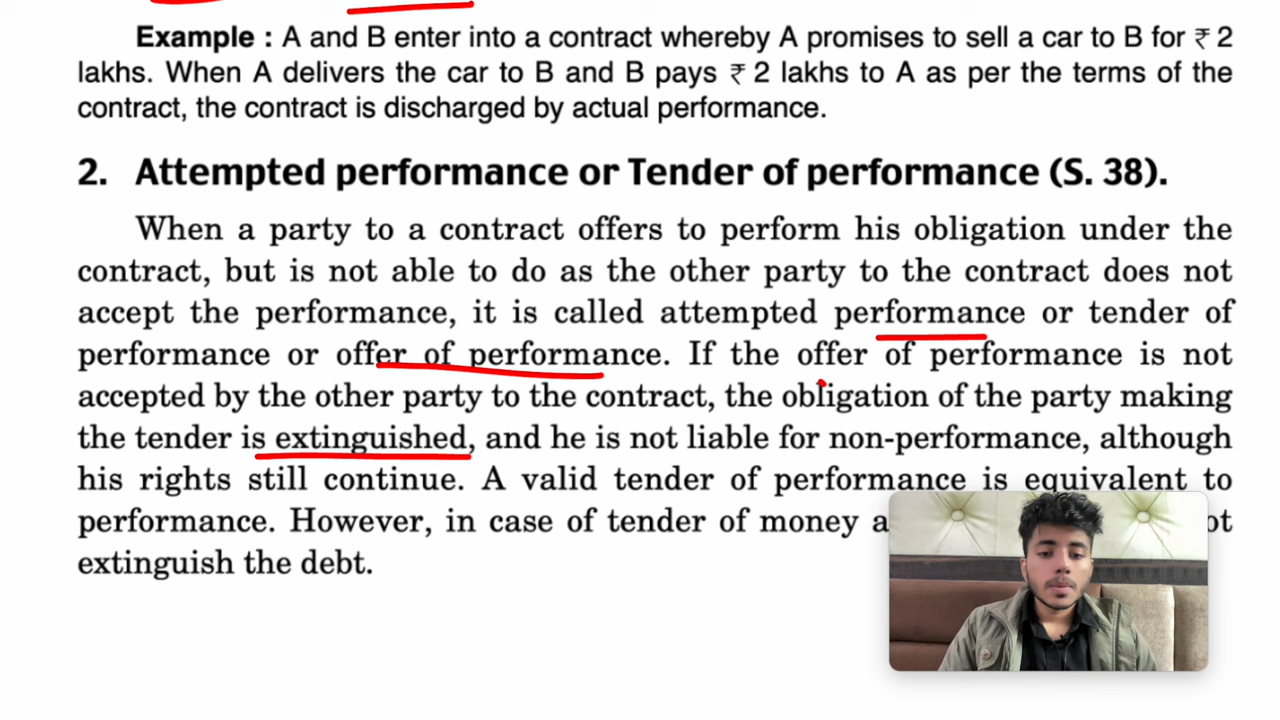 Example : A and B enter into a contract whereby A promises to sell a car to B for ₹ 2
lakhs. When A delivers the car to B and B pays ₹ 2 lakhs to A as per the terms of the
contract, the contract is discharged by actual performance.
2. Attempted performance or Tender of performance (S. 38).
When a party to a contract offers to perform his obligation under the
contract, but is not able to do as the other party to the contract does not
accept the performance, it is called attempted performance or tender of
performance or offer of performance. If the offer of performance is not
accepted by the other party to the contract, the obligation of the party making
the tender is extinguished, and he is not liable for non-performance, although
his rights still continue. A valid tender of performance is equivalent to
performance. However, in case of tender of money
extinguish the debt.